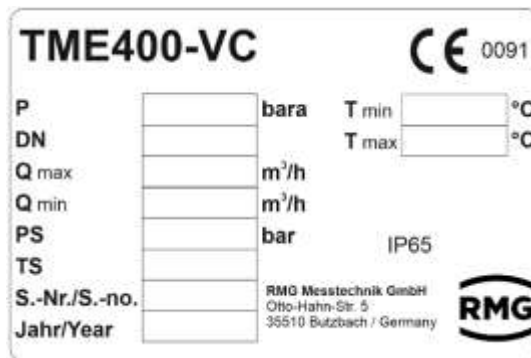 TME400-VC CE 0091
P bara T min °C
DN T max °C
Q max m³/h
Q min m³/h
PS bar
TS IP65
S.-Nr./S.-no.
Jahr/Year
RMG Messtechnik GmbH
Otto-Hahn-Str. 5
35510 Butzbach / Germany
RMG